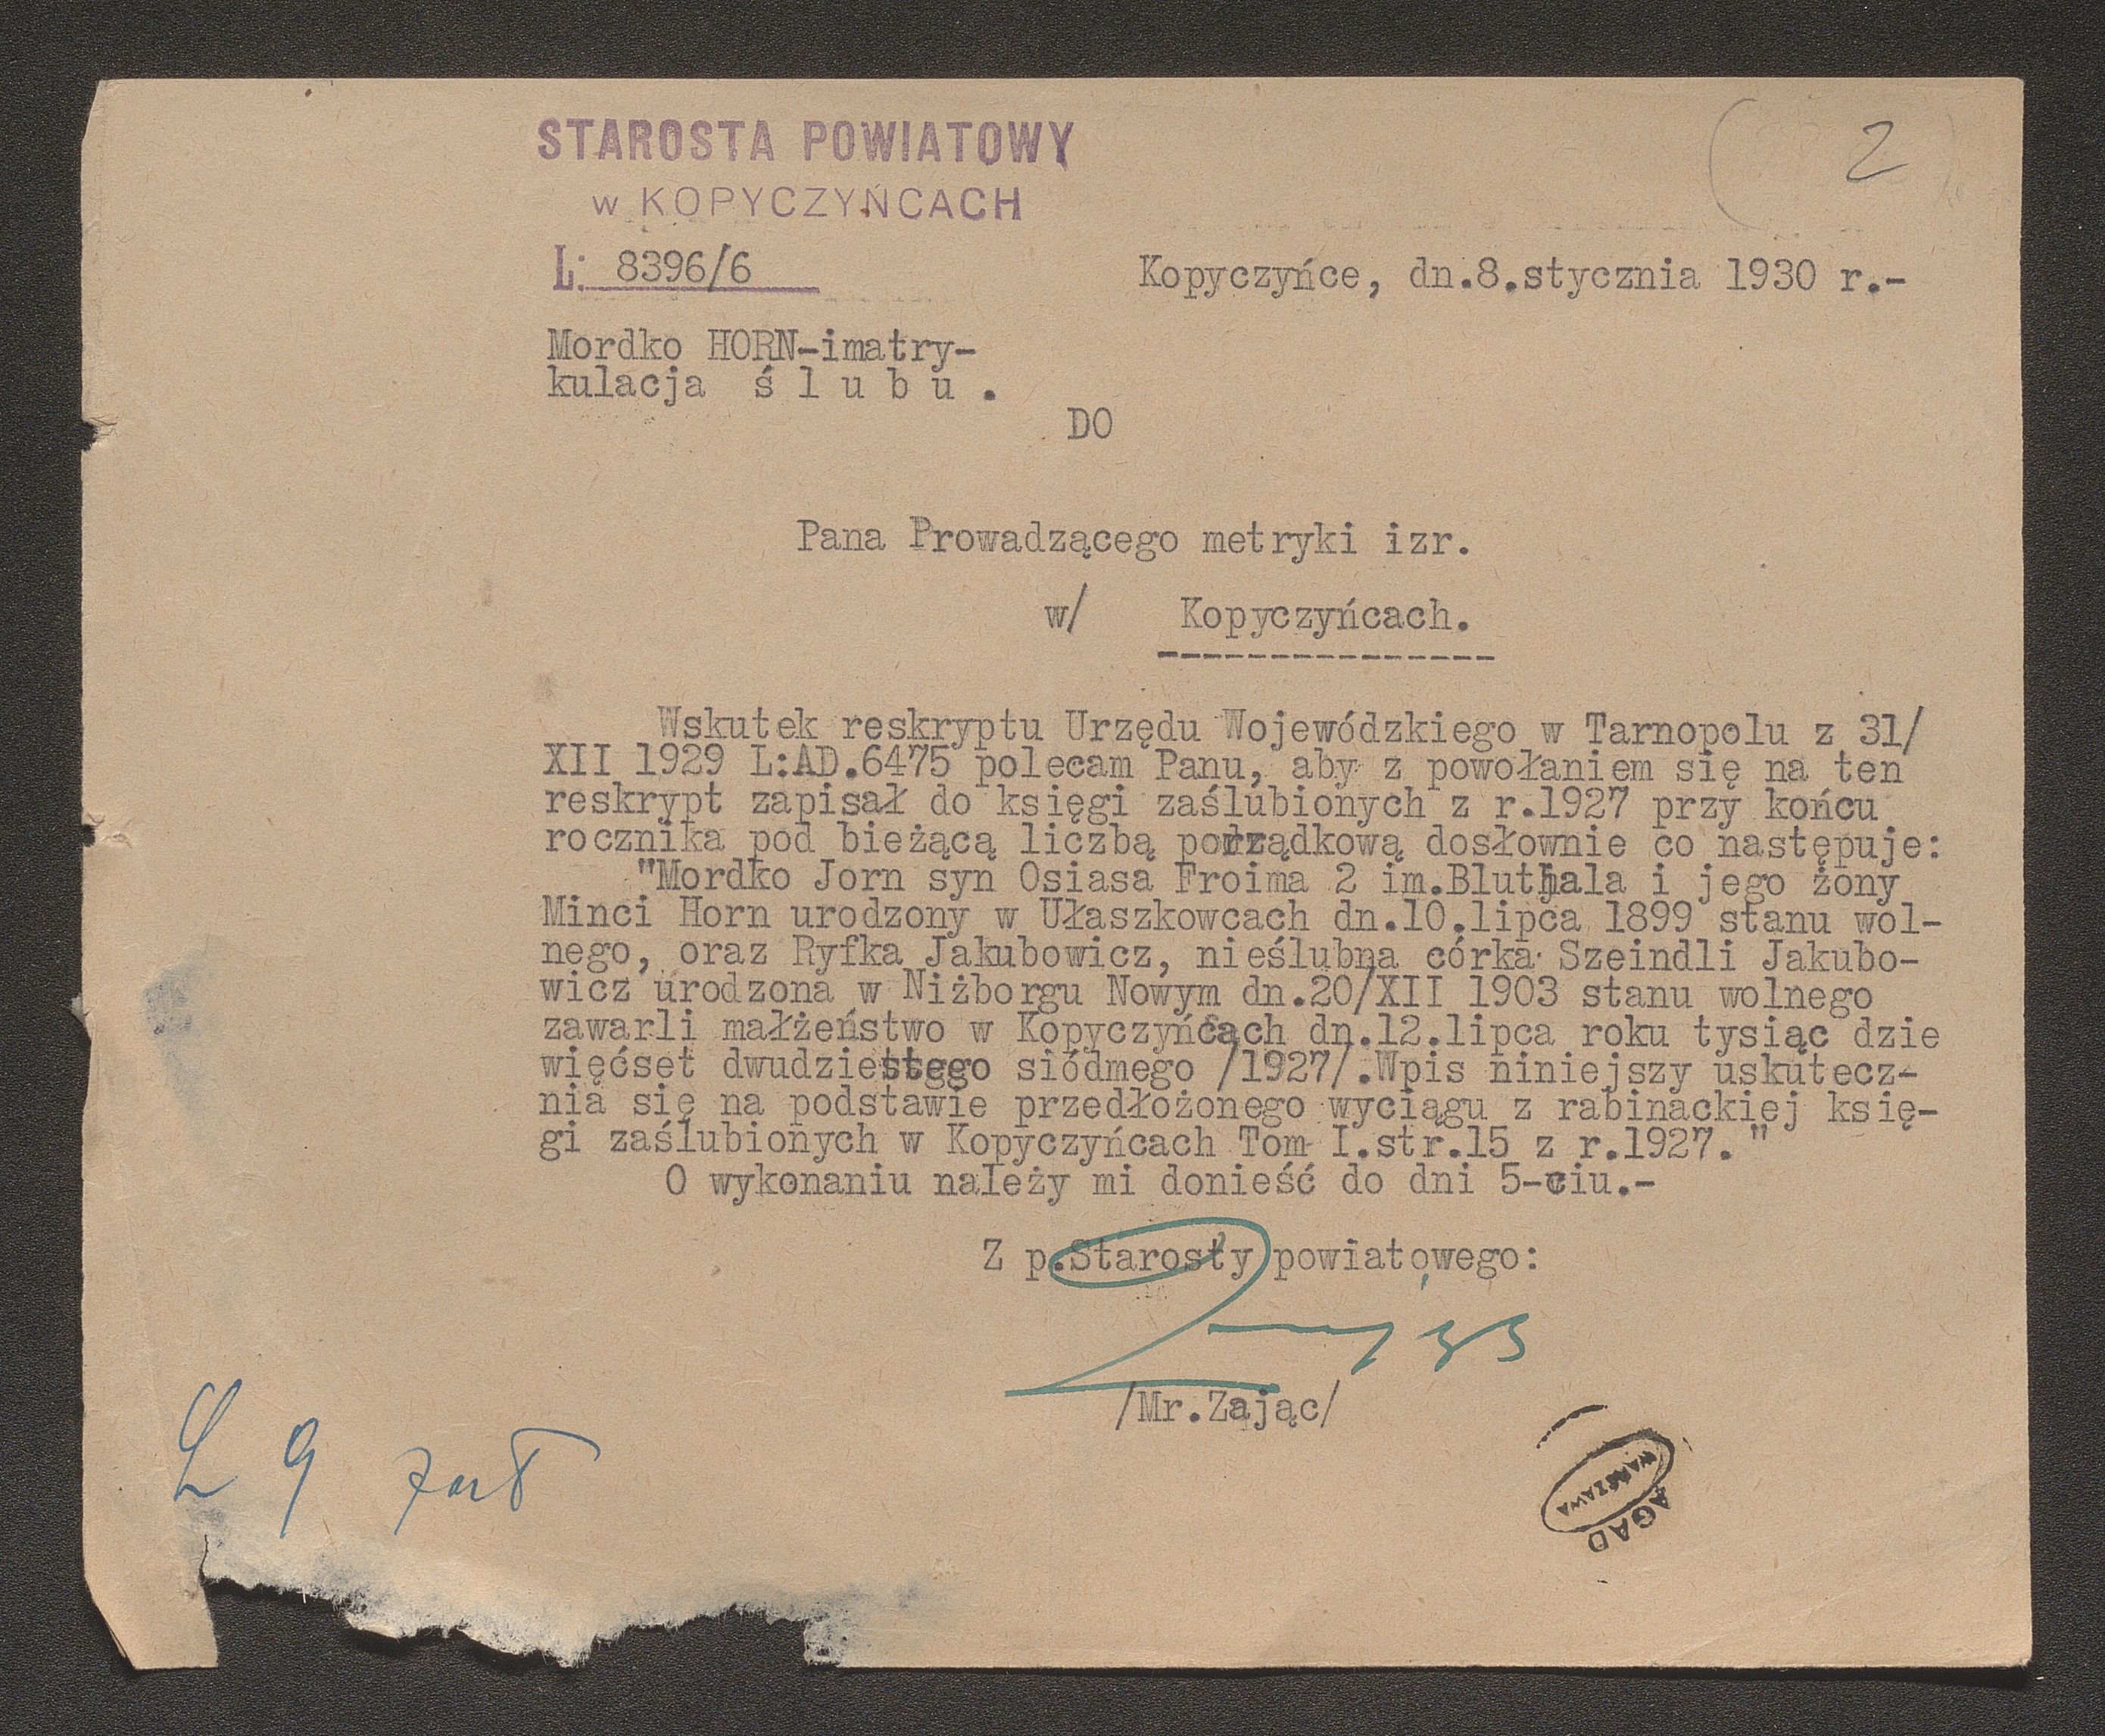 STAROSTA POWIATOWY
w KOPYCZYŃCACH
2
L: 8396/6
Kopyczyńce, dn.8.stycznia 1930 r.-
Mordko HORN-imatry-
kulacja ś l u b u .
DO
Pana Prowadzącego metryki izr.
w/ Kopyczyńcach.
Wskutek reskryptu Urzędu Wojewódzkiego w Tarnopolu z 31/
XII 1929 L:AD.6475 polecam Panu, aby z powołaniem się na ten
reskrypt zapisał do księgi zaślubionych z r.1927 przy końcu
rocznika pod bieżącą liczbą porządkową dosłownie co następuje:
"Mordko Jorn syn Osiasa Froima 2 im.Bluthala i jego żony
Minci Horn urodzony w Ułaszkowcach dn.10.lipca 1899 stanu wol-
nego, oraz Ryfka Jakubowicz, nieślubna córka Szeindli Jakubo-
wicz urodzona w Niżborgu Nowym dn.20/XII 1903 stanu wolnego
zawarli małżeństwo w Kopyczyńcach dn.12.lipca roku tysiąc dzie
więćset dwudziestego siódmego /1927/.Wpis niniejszy uskutecz-
nia się na podstawie przedłożonego wyciągu z rabinackiej księ-
gi zaślubionych w Kopyczyńcach Tom I.str.15 z r.1927."
O wykonaniu należy mi donieść do dni 5-ciu.-
Z p.Starosty powiatowego:
/Mr.Zając/
L 9
AGAD
WARSZAWA